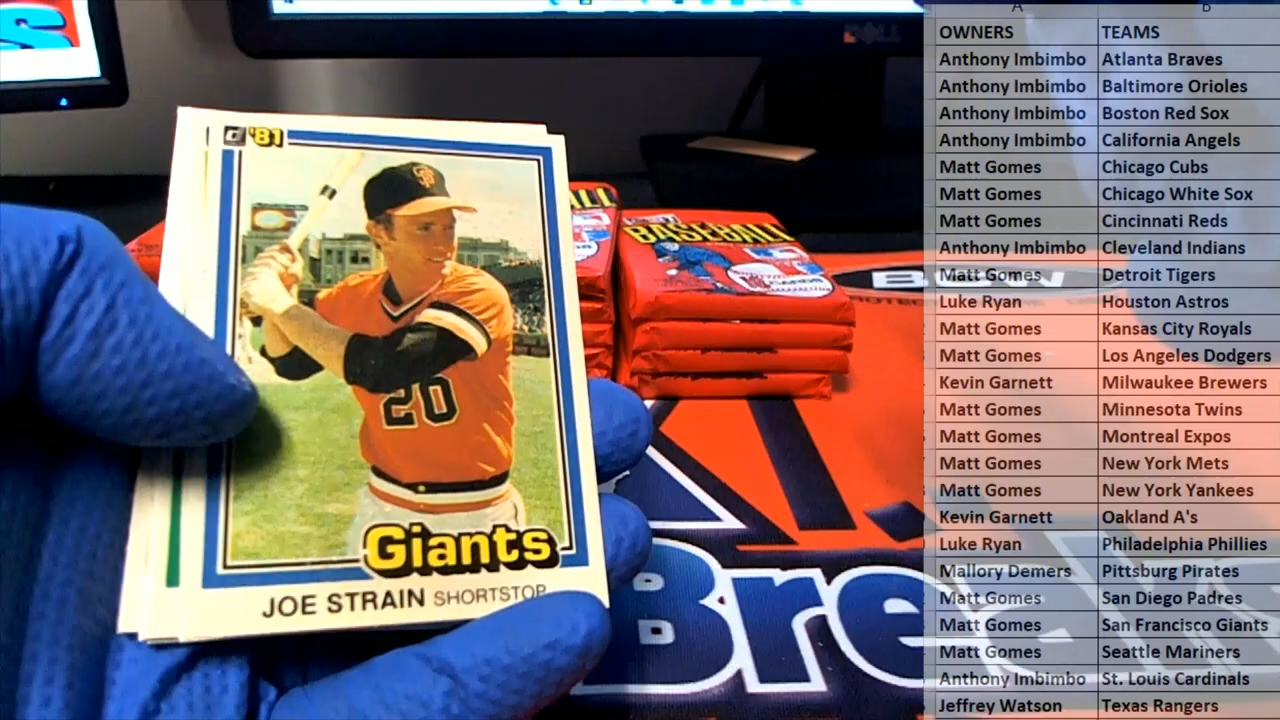 '81
Giants
JOE STRAIN SHORTSTOP
20
SF
DELL
BASEBALL
Bre
A B
OWNERS TEAMS
Anthony Imbimbo Atlanta Braves
Anthony Imbimbo Baltimore Orioles
Anthony Imbimbo Boston Red Sox
Anthony Imbimbo California Angels
Matt Gomes Chicago Cubs
Matt Gomes Chicago White Sox
Matt Gomes Cincinnati Reds
Anthony Imbimbo Cleveland Indians
Matt Gomes Detroit Tigers
Luke Ryan Houston Astros
Matt Gomes Kansas City Royals
Matt Gomes Los Angeles Dodgers
Kevin Garnett Milwaukee Brewers
Matt Gomes Minnesota Twins
Matt Gomes Montreal Expos
Matt Gomes New York Mets
Matt Gomes New York Yankees
Kevin Garnett Oakland A's
Luke Ryan Philadelphia Phillies
Mallory Demers Pittsburg Pirates
Matt Gomes San Diego Padres
Matt Gomes San Francisco Giants
Matt Gomes Seattle Mariners
Anthony Imbimbo St. Louis Cardinals
Jeffrey Watson Texas Rangers